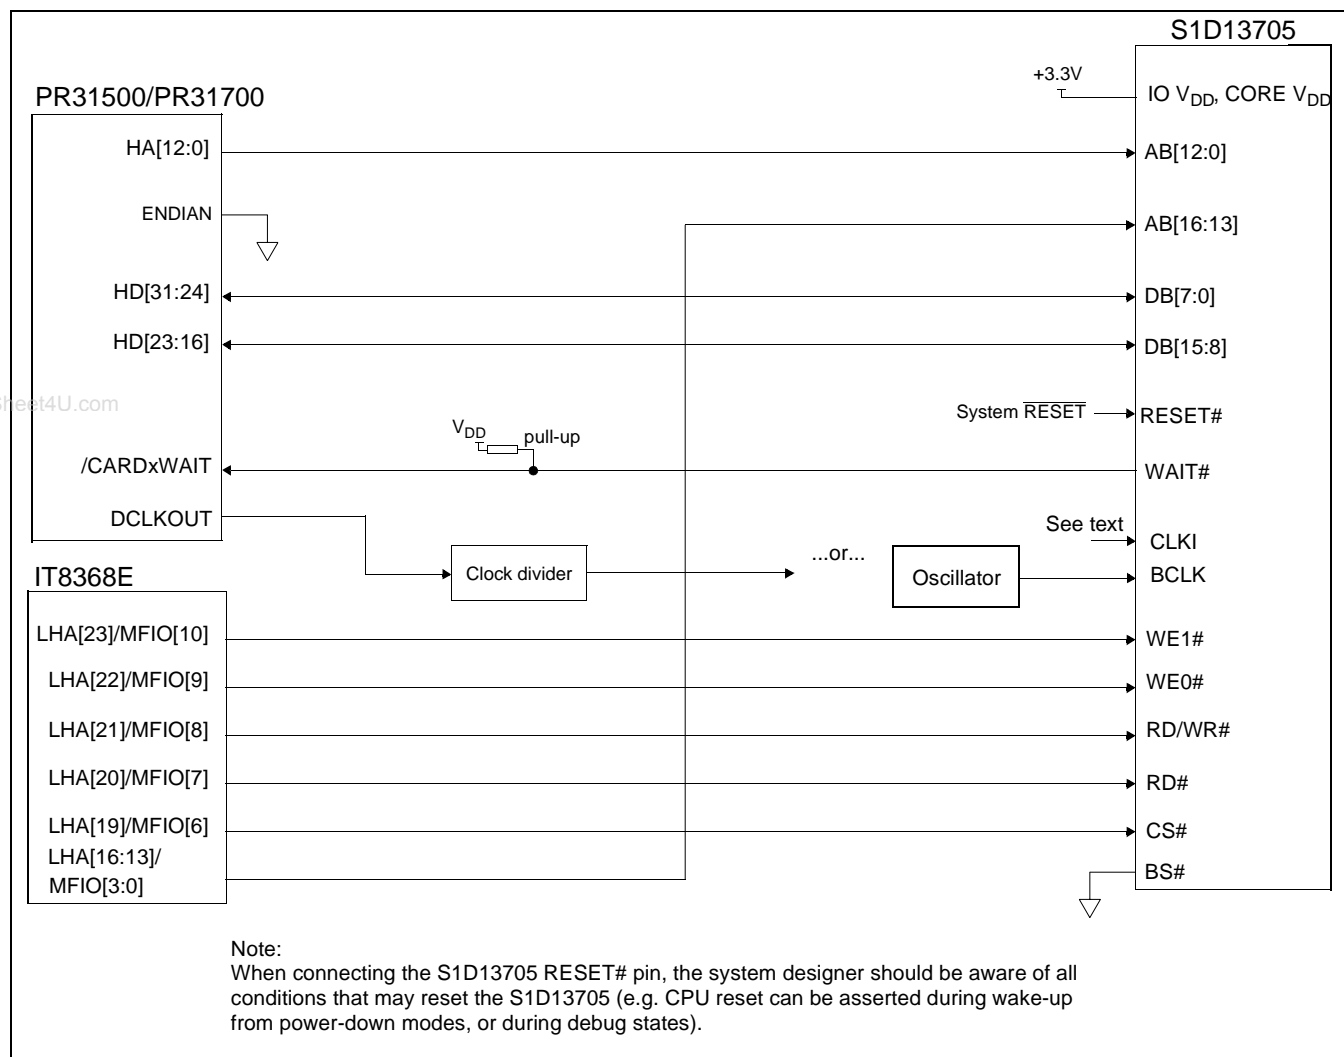 S1D13705
+3.3V
IO VDD, CORE VDD
PR31500/PR31700
HA[12:0]
AB[12:0]
ENDIAN
AB[16:13]
HD[31:24]
DB[7:0]
HD[23:16]
DB[15:8]
heet4U.com
System RESET
RESET#
VDD
pull-up
/CARDxWAIT
WAIT#
DCLKOUT
See text
CLKI
...or...
Clock divider
Oscillator
BCLK
IT8368E
LHA[23]/MFIO[10]
WE1#
LHA[22]/MFIO[9]
WE0#
LHA[21]/MFIO[8]
RD/WR#
LHA[20]/MFIO[7]
RD#
LHA[19]/MFIO[6]
CS#
LHA[16:13]/
MFIO[3:0]
BS#
Note:
When connecting the S1D13705 RESET# pin, the system designer should be aware of all
conditions that may reset the S1D13705 (e.g. CPU reset can be asserted during wake-up
from power-down modes, or during debug states).